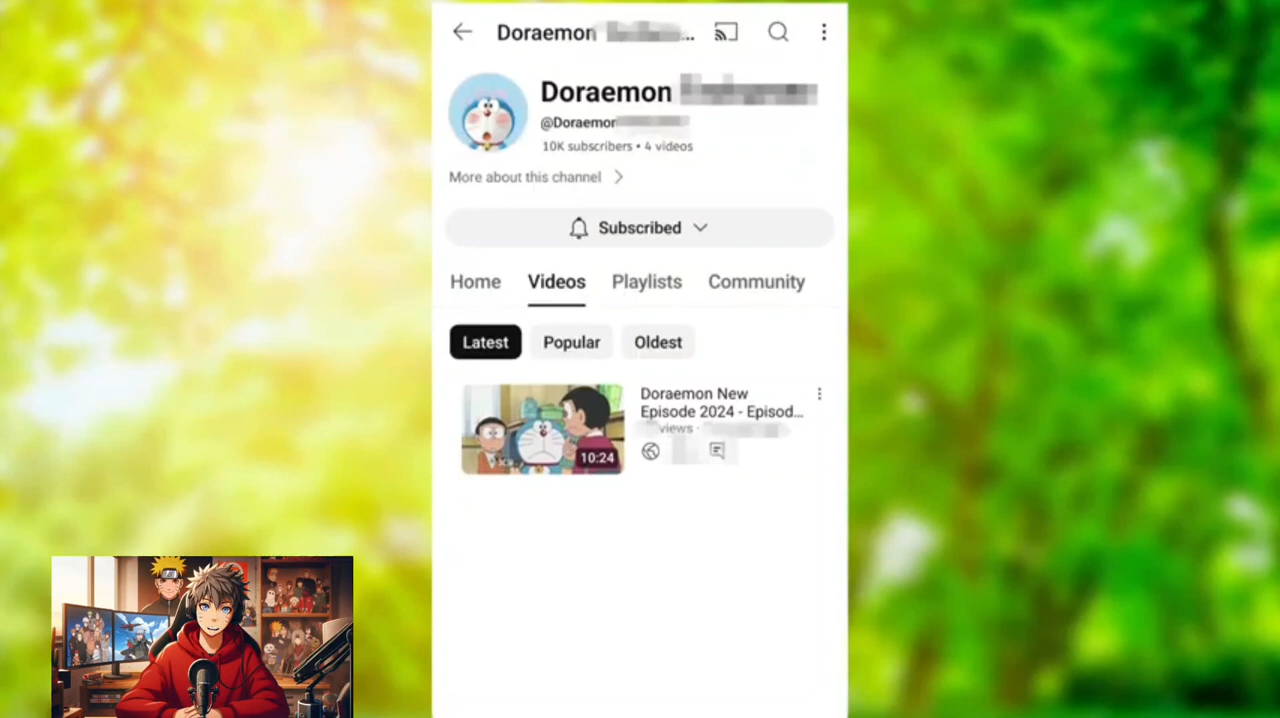 Doraemon ...
Doraemon
@Doraemon
10K subscribers • 4 videos
More about this channel
Subscribed
Home Videos Playlists Community
Latest Popular Oldest
Doraemon New
Episode 2024 - Episod...
views ·
10:24